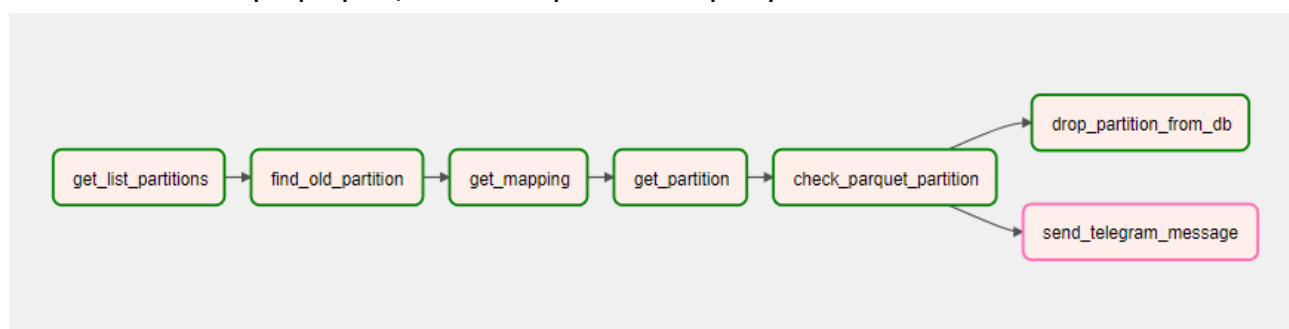 get_list_partitions
find_old_partition
get_mapping
get_partition
check_parquet_partition
drop_partition_from_db
send_telegram_message